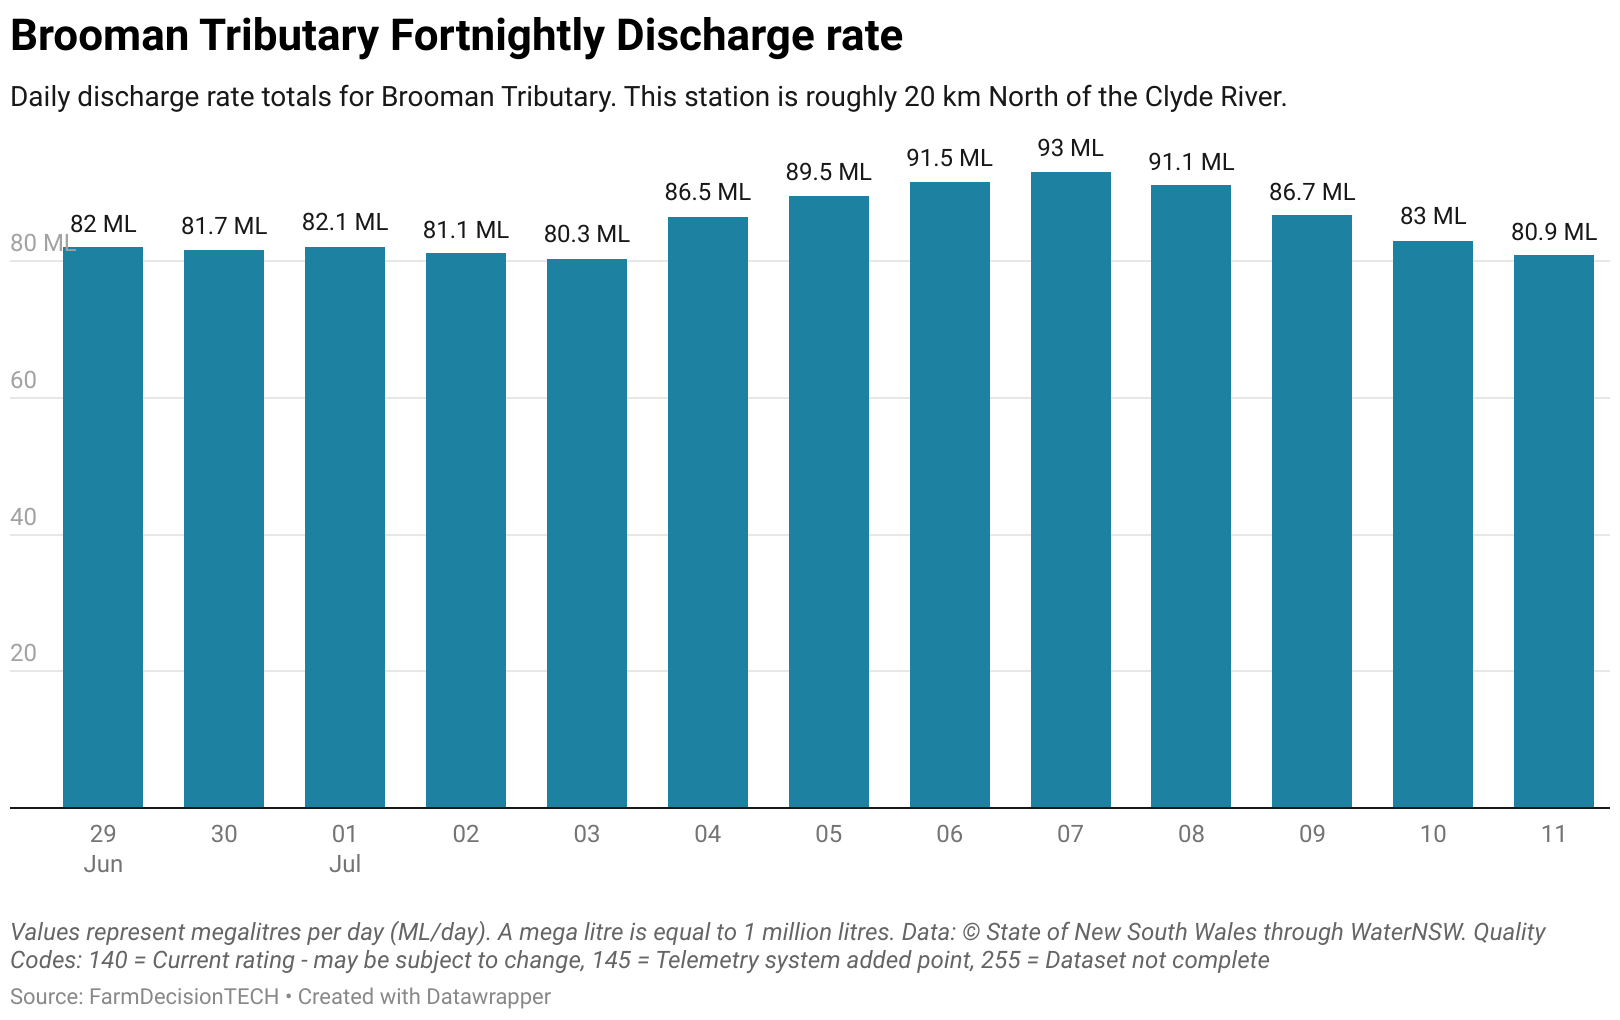 Brooman Tributary Fortnightly Discharge rate
Daily discharge rate totals for Brooman Tributary. This station is roughly 20 km North of the Clyde River.
82 ML 81.7 ML 82.1 ML 81.1 ML 80.3 ML 86.5 ML 89.5 ML 91.5 ML 93 ML 91.1 ML 86.7 ML 83 ML 80.9 ML
80 ML
60
40
20
29 30 01 02 03 04 05 06 07 08 09 10 11
Jun Jul
Values represent megalitres per day (ML/day). A mega litre is equal to 1 million litres. Data: © State of New South Wales through WaterNSW. Quality
Codes: 140 = Current rating - may be subject to change, 145 = Telemetry system added point, 255 = Dataset not complete
Source: FarmDecisionTECH • Created with Datawrapper